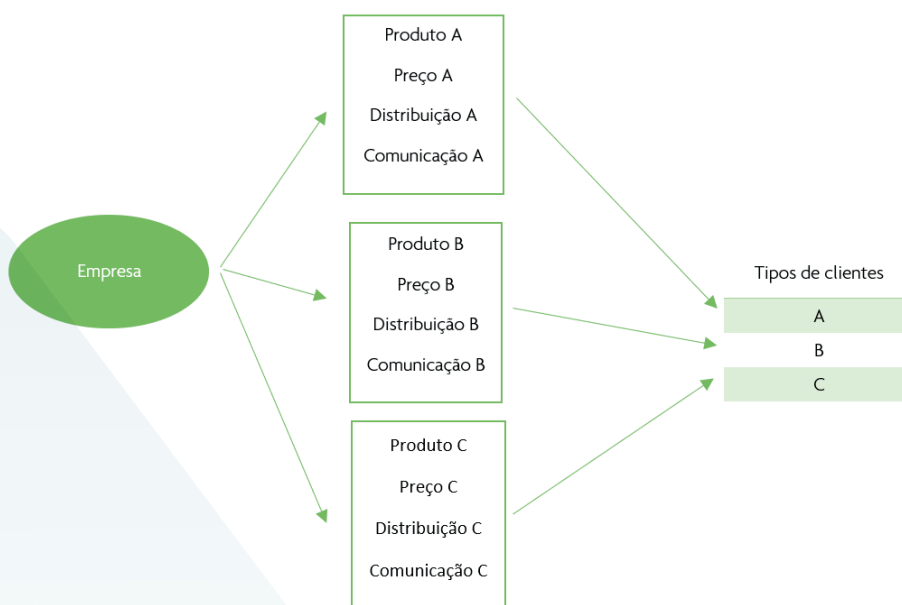 Produto A
Preço A
Distribuição A
Comunicação A
Empresa
Produto B
Preço B
Distribuição B
Comunicação B
Produto C
Preço C
Distribuição C
Comunicação C
Tipos de clientes
A
B
C